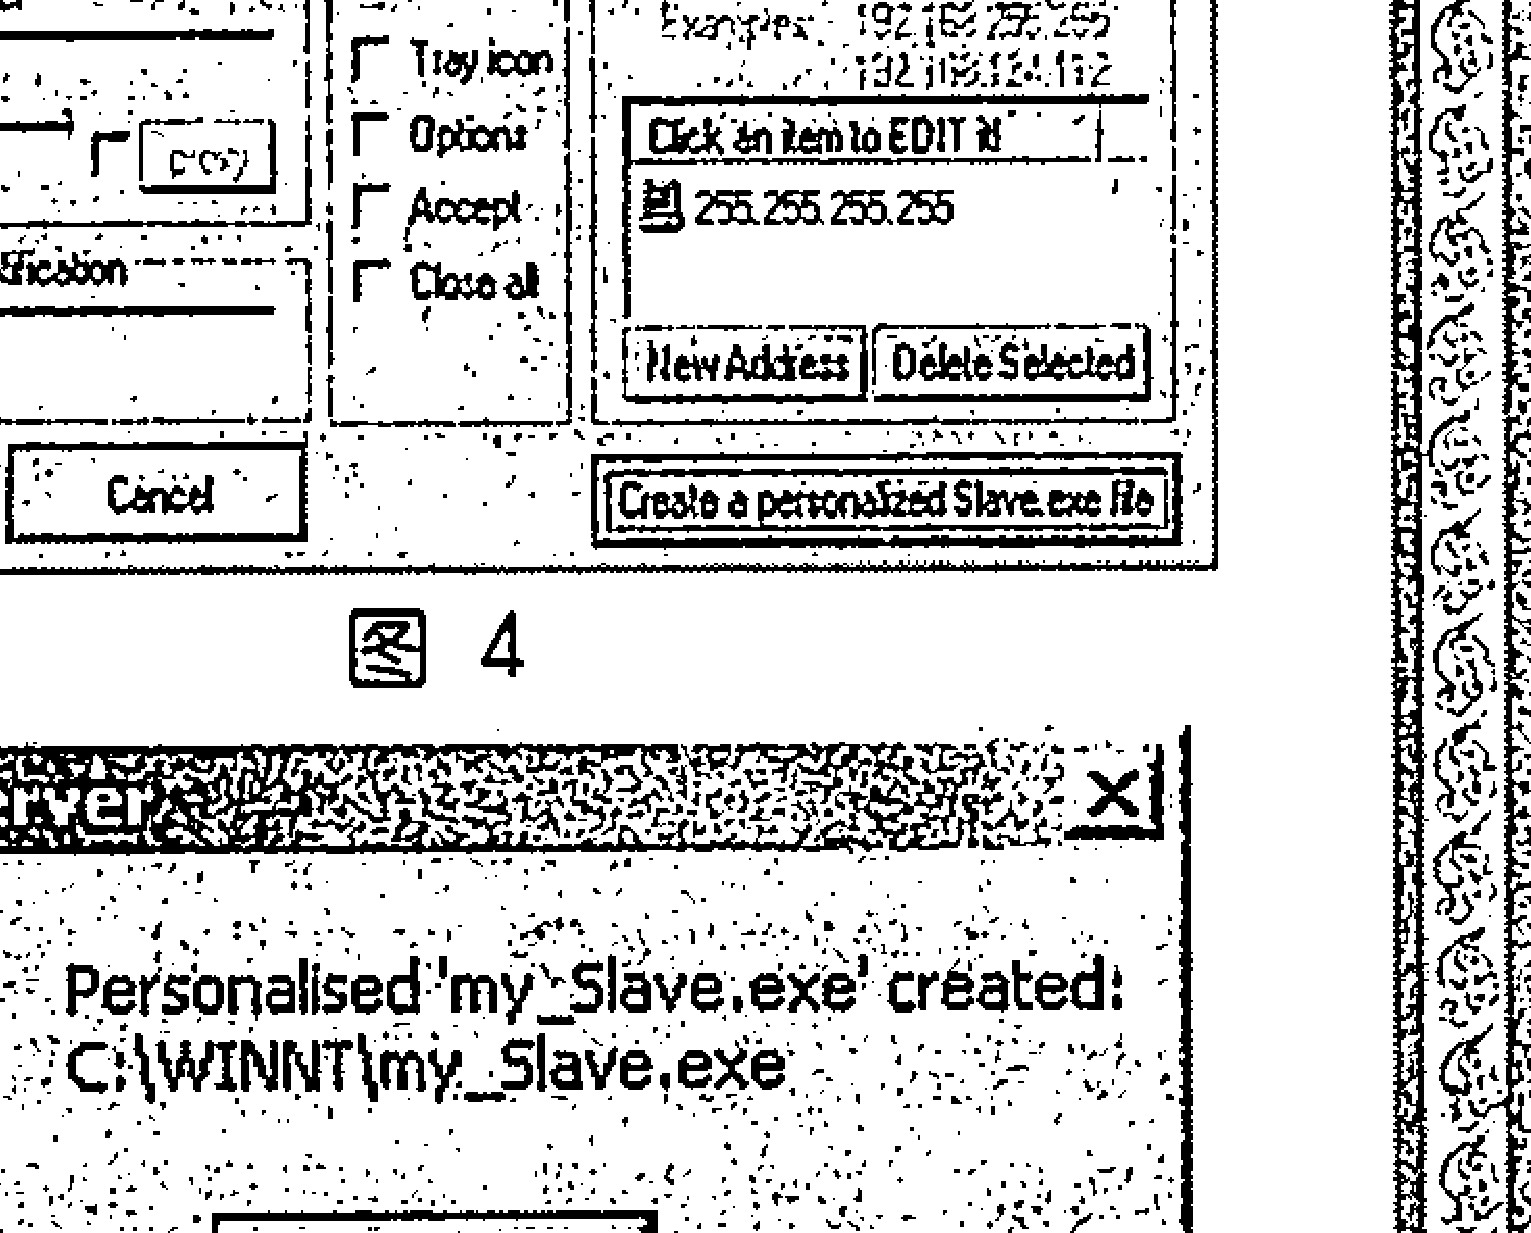 Examples: 192.168.255.255
192.168.124.112
Tray icon
Options
Accept
Close all
Click an item to EDIT it!
255.255.255.255
New Address
Delete Selected
Cancel
Create a personalized Slave.exe file
图 4
erver
Personalised 'my_Slave.exe' created:
C:\WINNT\my_Slave.exe